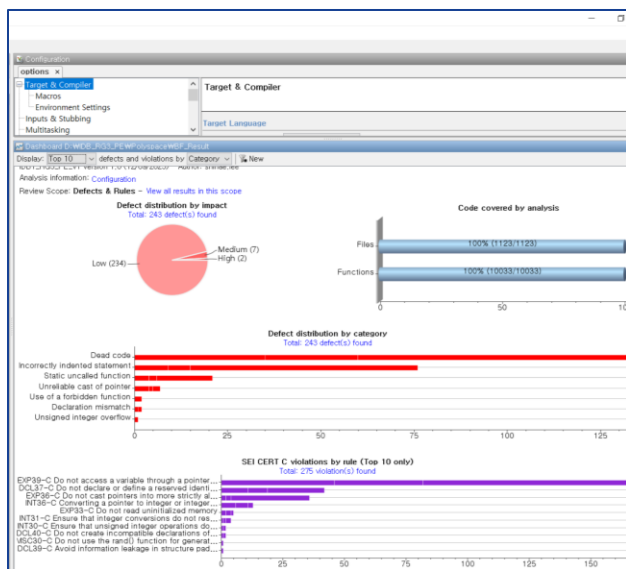 Configuration
options ×
Target & Compiler
Macros
Environment Settings
Inputs & Stubbing
Multitasking
Target & Compiler
Target Language
Display: Top 10 defects and violations by Category New
Analysis information: Configuration
Review Scope: Defects & Rules - View all results in this scope
Defect distribution by impact
Total: 243 defect(s) found
Medium (7)
High (2)
Low (234)
Code covered by analysis
Files
100% (1123/1123)
Functions
100% (10033/10033)
0 50 10
Defect distribution by category
Total: 243 defect(s) found
Dead code
Incorrectly indented statement
Static uncalled function
Unreliable cast of pointer
Use of a forbidden function
Declaration mismatch
Unsigned integer overflow
0 25 50 75 100 125
SEI CERT C violations by rule (Top 10 only)
Total: 275 violation(s) found
EXP39-C Do not access a variable through a pointer...
DCL37-C Do not declare or define a reserved identi...
EXP36-C Do not cast pointers into more strictly al...
INT36-C Converting a pointer to integer or integer...
EXP33-C Do not read uninitialized memory
INT31-C Ensure that integer conversions do not res...
INT30-C Ensure that unsigned integer operations do...
DCL40-C Do not create incompatible declarations of...
MSC30-C Do not use the rand() function for generat...
DCL39-C Avoid information leakage in structure pad...
0 25 50 75 100 125 150